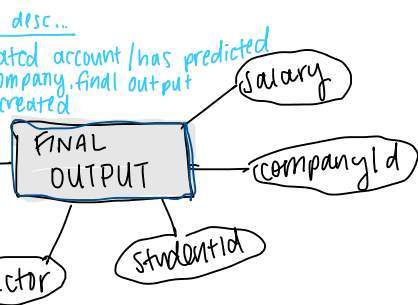 desc...
ated account/has predicted
ompany, final output
created
salary
FINAL
OUTPUT
companyId
studentId
ctor